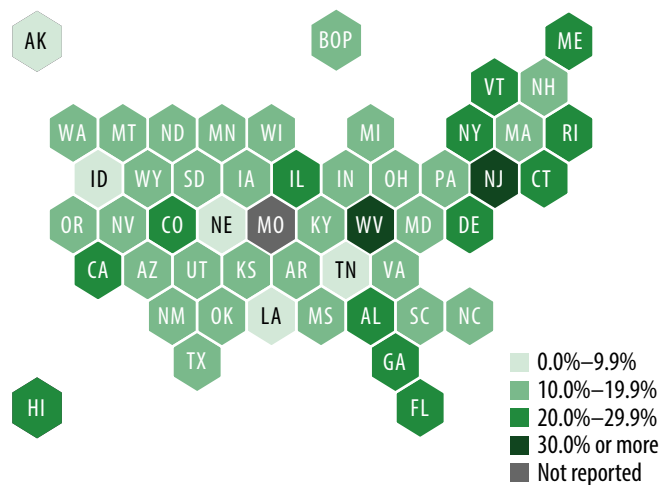 AK BOP ME
VT NH
WA MT ND MN WI MI NY MA RI
ID WY SD IA IL IN OH PA NJ CT
OR NV CO NE MO KY WV MD DE
CA AZ UT KS AR TN VA
NM OK LA MS AL SC NC
TX GA
HI FL
0.0%–9.9%
10.0%–19.9%
20.0%–29.9%
30.0% or more
Not reported